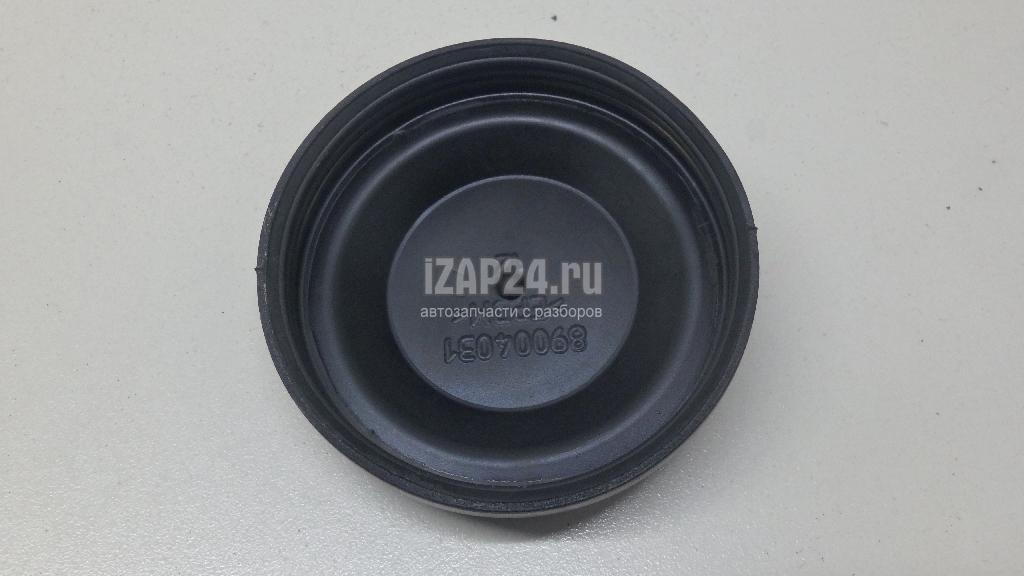 iZAP24.ru
автозапчасти с разборов
89004031